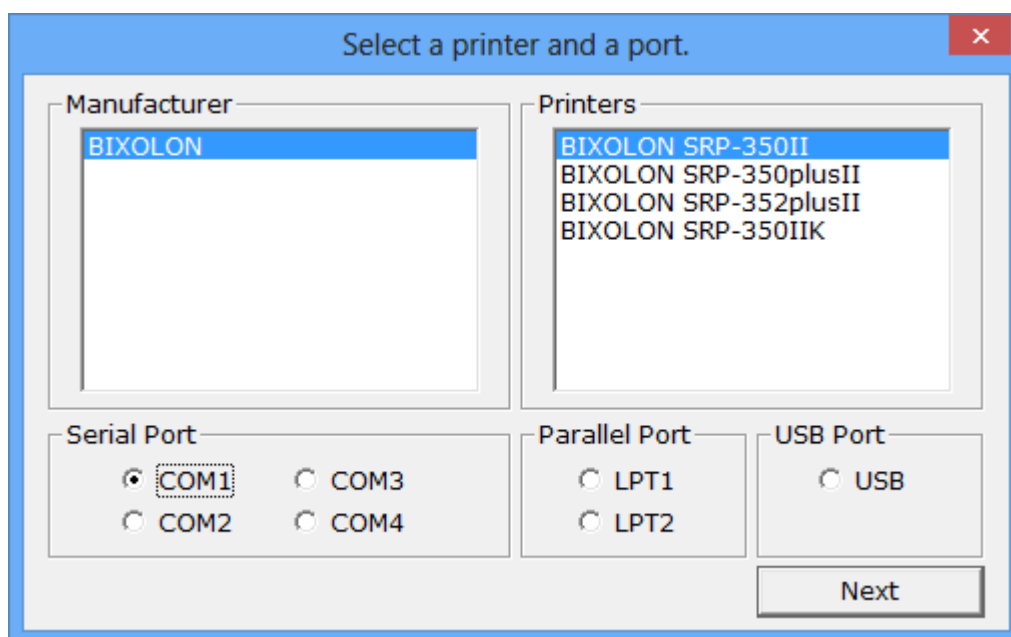 Select a printer and a port.
Manufacturer
BIXOLON
Printers
BIXOLON SRP-350II
BIXOLON SRP-350plusII
BIXOLON SRP-352plusII
BIXOLON SRP-350IIK
Serial Port
COM1 COM3
COM2 COM4
Parallel Port
LPT1
LPT2
USB Port
USB
Next